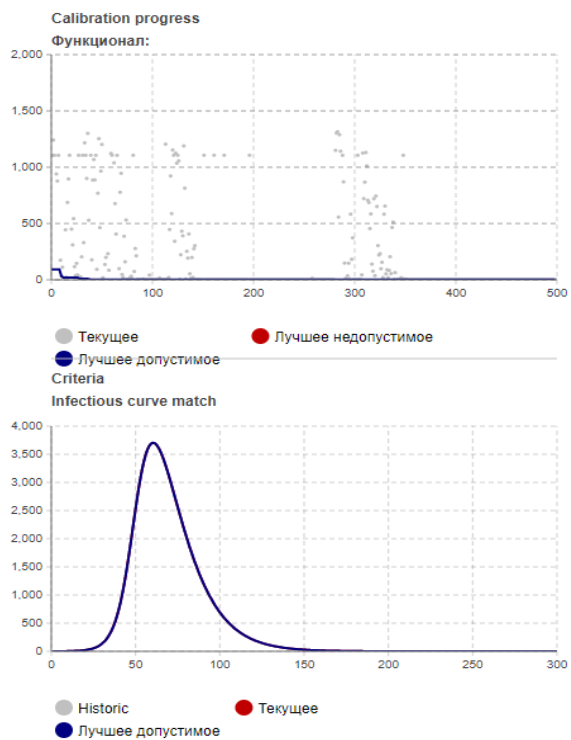 Calibration progress
Функционал:
2,000
1,500
1,000
500
0
0 100 200 300 400 500
Текущее Лучшее недопустимое
Лучшее допустимое
Criteria
Infectious curve match
4,000
3,500
3,000
2,500
2,000
1,500
1,000
500
0
0 50 100 150 200 250 300
Historic Текущее
Лучшее допустимое